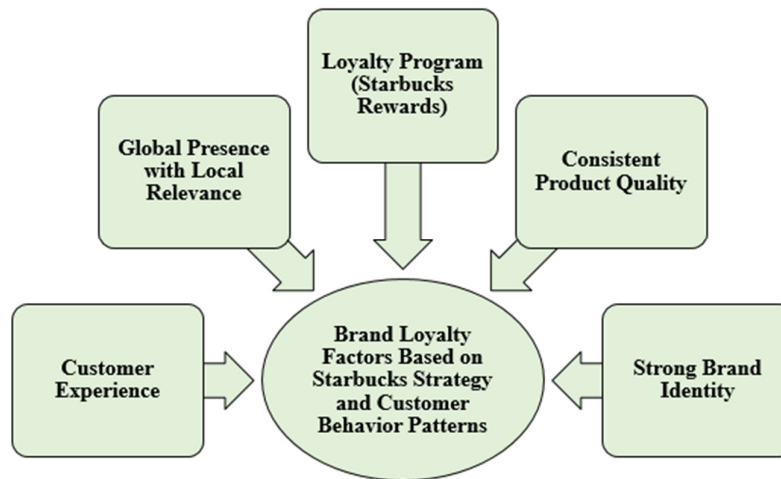 Loyalty Program
(Starbucks
Rewards)
Global Presence
with Local
Relevance
Consistent
Product Quality
Customer
Experience
Brand Loyalty
Factors Based on
Starbucks Strategy
and Customer
Behavior Patterns
Strong Brand
Identity